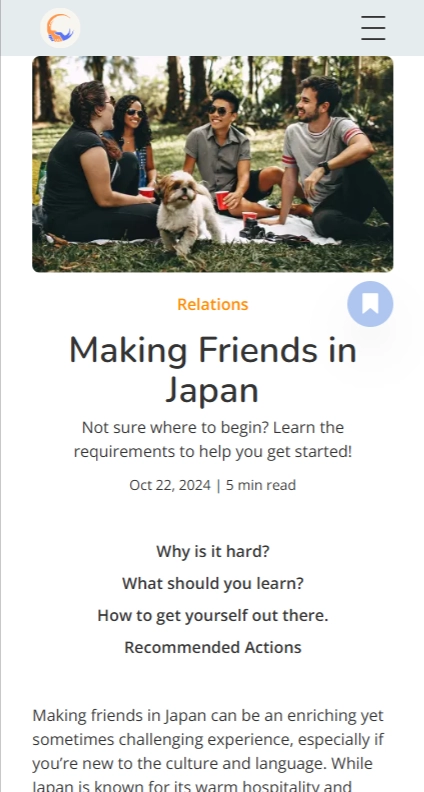 Relations
Making Friends in
Japan
Not sure where to begin? Learn the
requirements to help you get started!
Oct 22, 2024 | 5 min read
Why is it hard?
What should you learn?
How to get yourself out there.
Recommended Actions
Making friends in Japan can be an enriching yet
sometimes challenging experience, especially if
you're new to the culture and language. While
Japan is known for its warm hospitality and